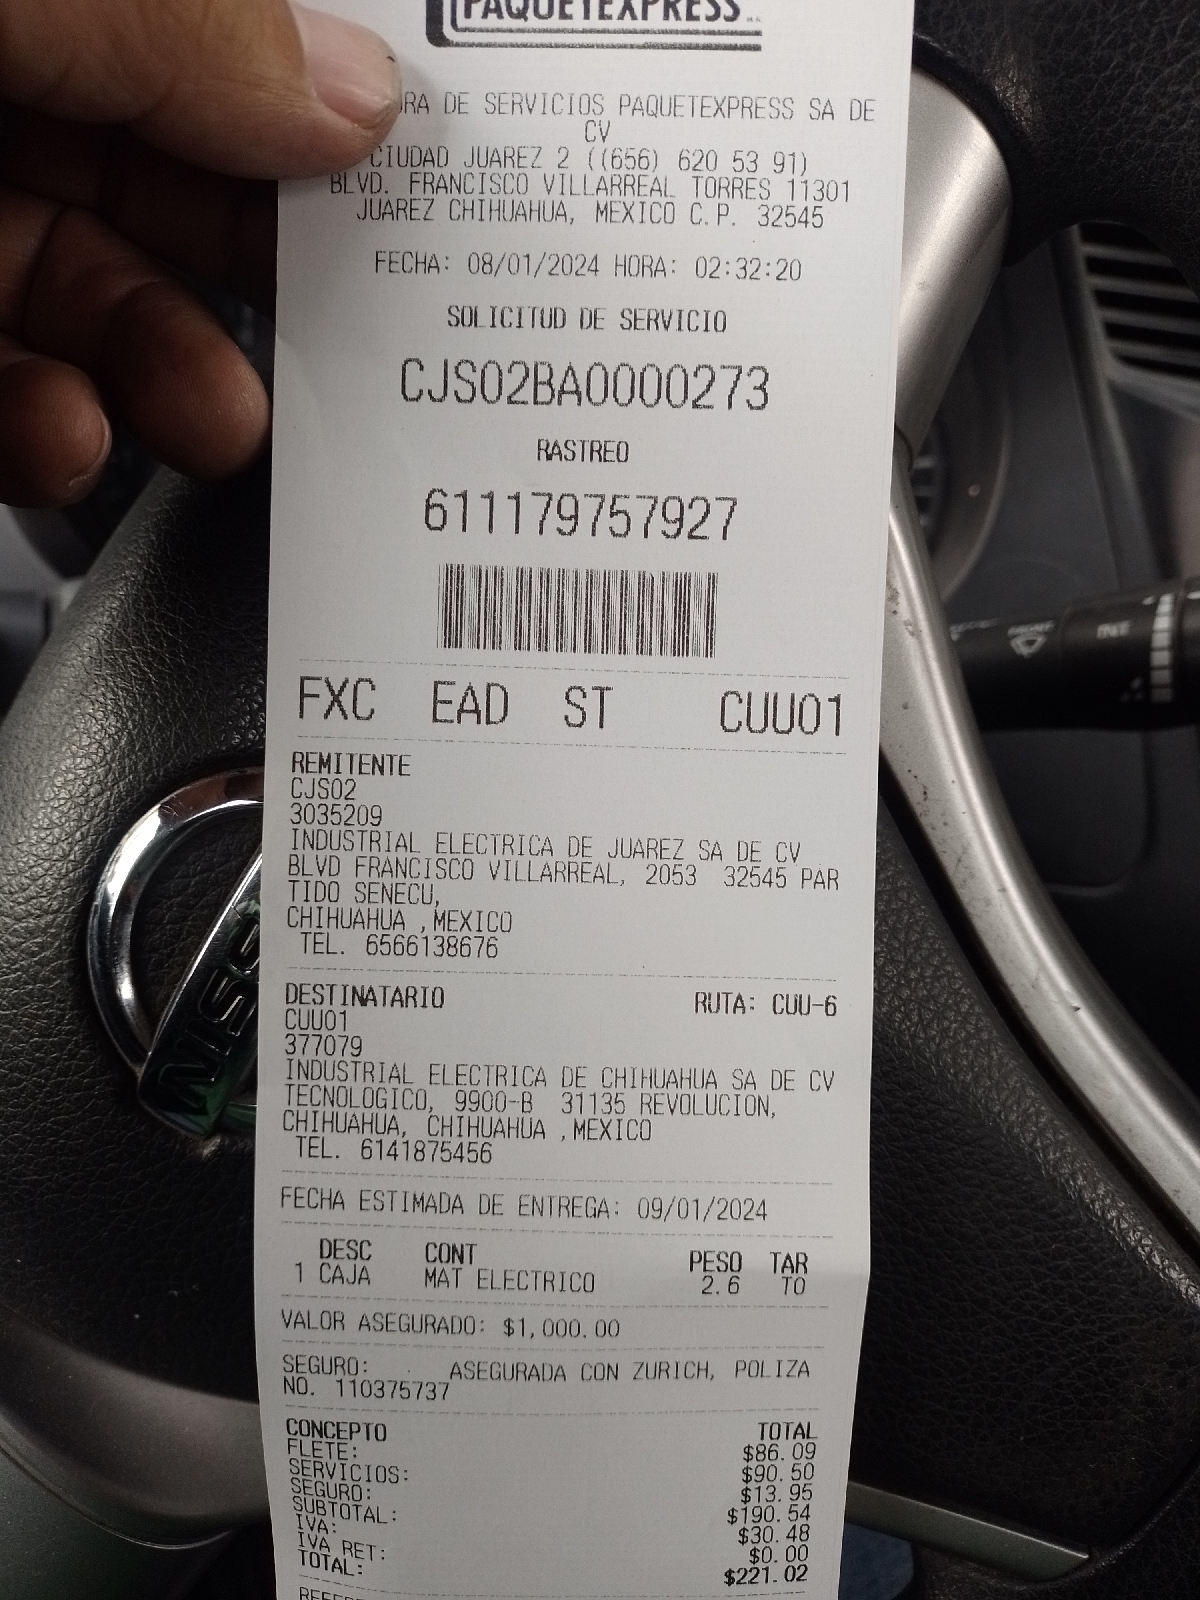 PAQUETEXPRESS
DE SERVICIOS PAQUETEXPRESS SA DE
CV
CIUDAD JUAREZ 2 ((656) 620 53 91)
BLVD. FRANCISCO VILLARREAL TORRES 11301
JUAREZ CHIHUAHUA, MEXICO C.P. 32545
FECHA: 08/01/2024 HORA: 02:32:20
SOLICITUD DE SERVICIO
CJS02BA0000273
RASTREO
611179757927
FXC EAD ST CUU01
REMITENTE
CJS02
3035209
INDUSTRIAL ELECTRICA DE JUAREZ SA DE CV
BLVD FRANCISCO VILLARREAL, 2053 32545 PAR
TIDO SENECU,
CHIHUAHUA ,MEXICO
TEL. 6566138676
DESTINATARIO RUTA: CUU-6
CUU01
377079
INDUSTRIAL ELECTRICA DE CHIHUAHUA SA DE CV
TECNOLOGICO, 9900-B 31135 REVOLUCION,
CHIHUAHUA, CHIHUAHUA ,MEXICO
TEL. 6141875456
FECHA ESTIMADA DE ENTREGA: 09/01/2024
DESC CONT PESO TAR
1 CAJA MAT ELECTRICO 2.6 T0
VALOR ASEGURADO: $1,000.00
SEGURO: ASEGURADA CON ZURICH, POLIZA
NO. 110375737
CONCEPTO TOTAL
FLETE: $86.09
SERVICIOS: $90.50
SEGURO: $13.95
SUBTOTAL: $190.54
IVA: $30.48
IVA RET: $0.00
TOTAL: $221.02
NISSAN
FRONT
INT